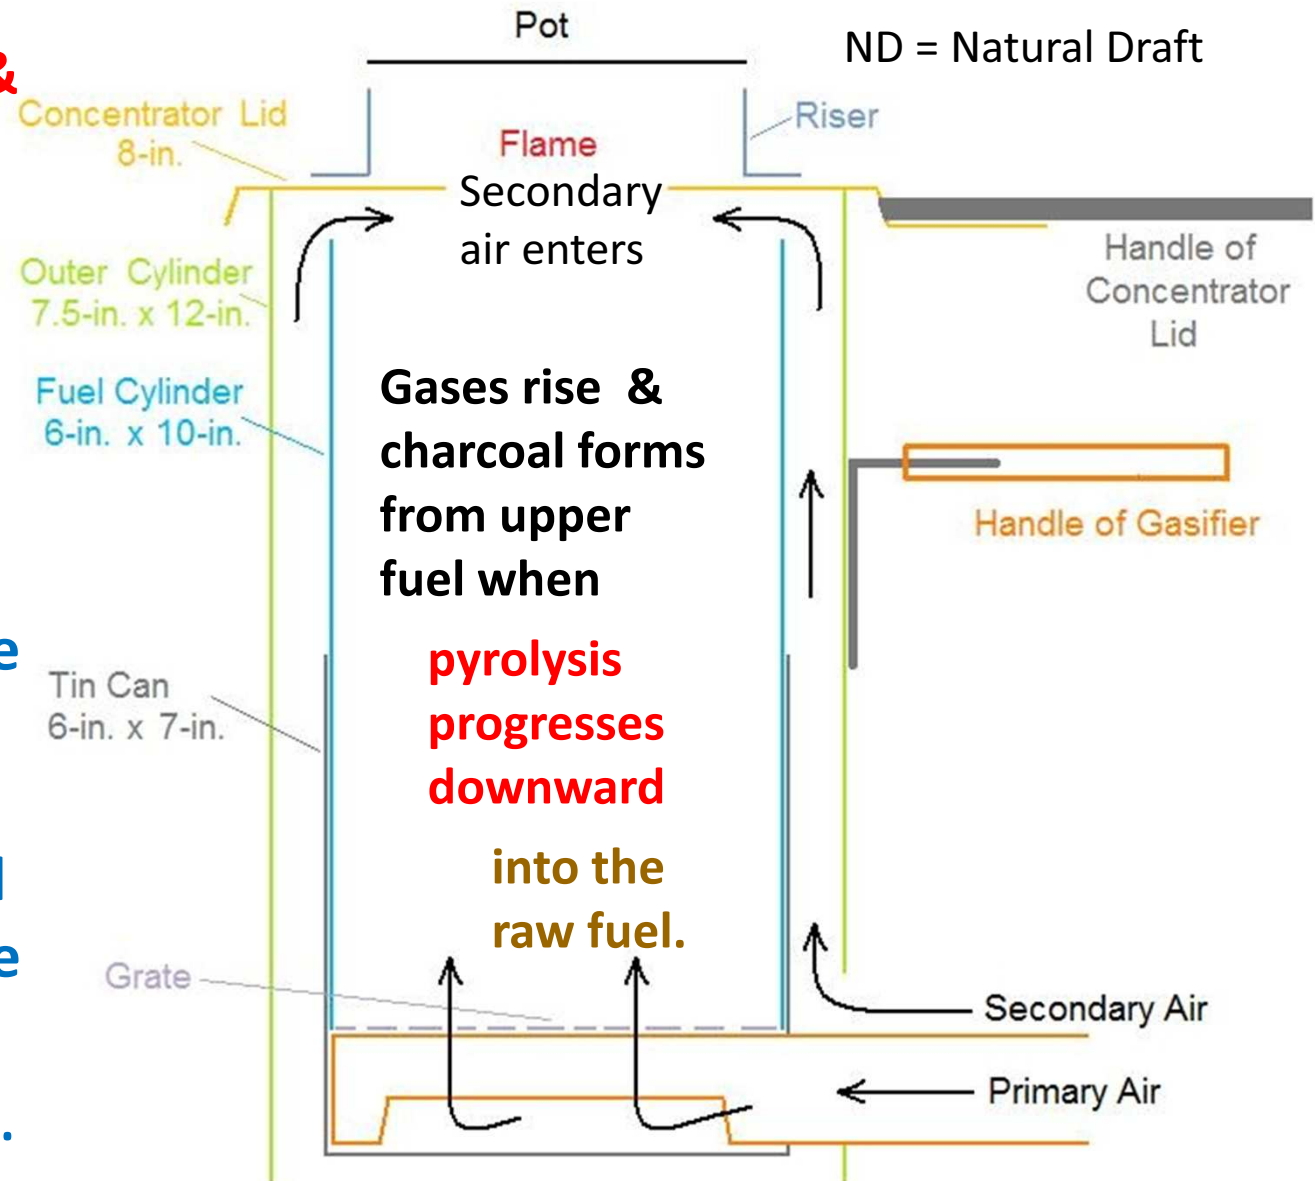 Pot
ND = Natural Draft
&
Concentrator Lid
8-in.
Riser
Flame
Secondary
air enters
Handle of
Concentrator
Lid
Outer Cylinder
7.5-in. x 12-in.
Fuel Cylinder
6-in. x 10-in.
Gases rise &
charcoal forms
from upper
fuel when
Handle of Gasifier
pyrolysis
progresses
downward
e
Tin Can
6-in. x 7-in.
into the
raw fuel.
e
Grate
Secondary Air
Primary Air
.